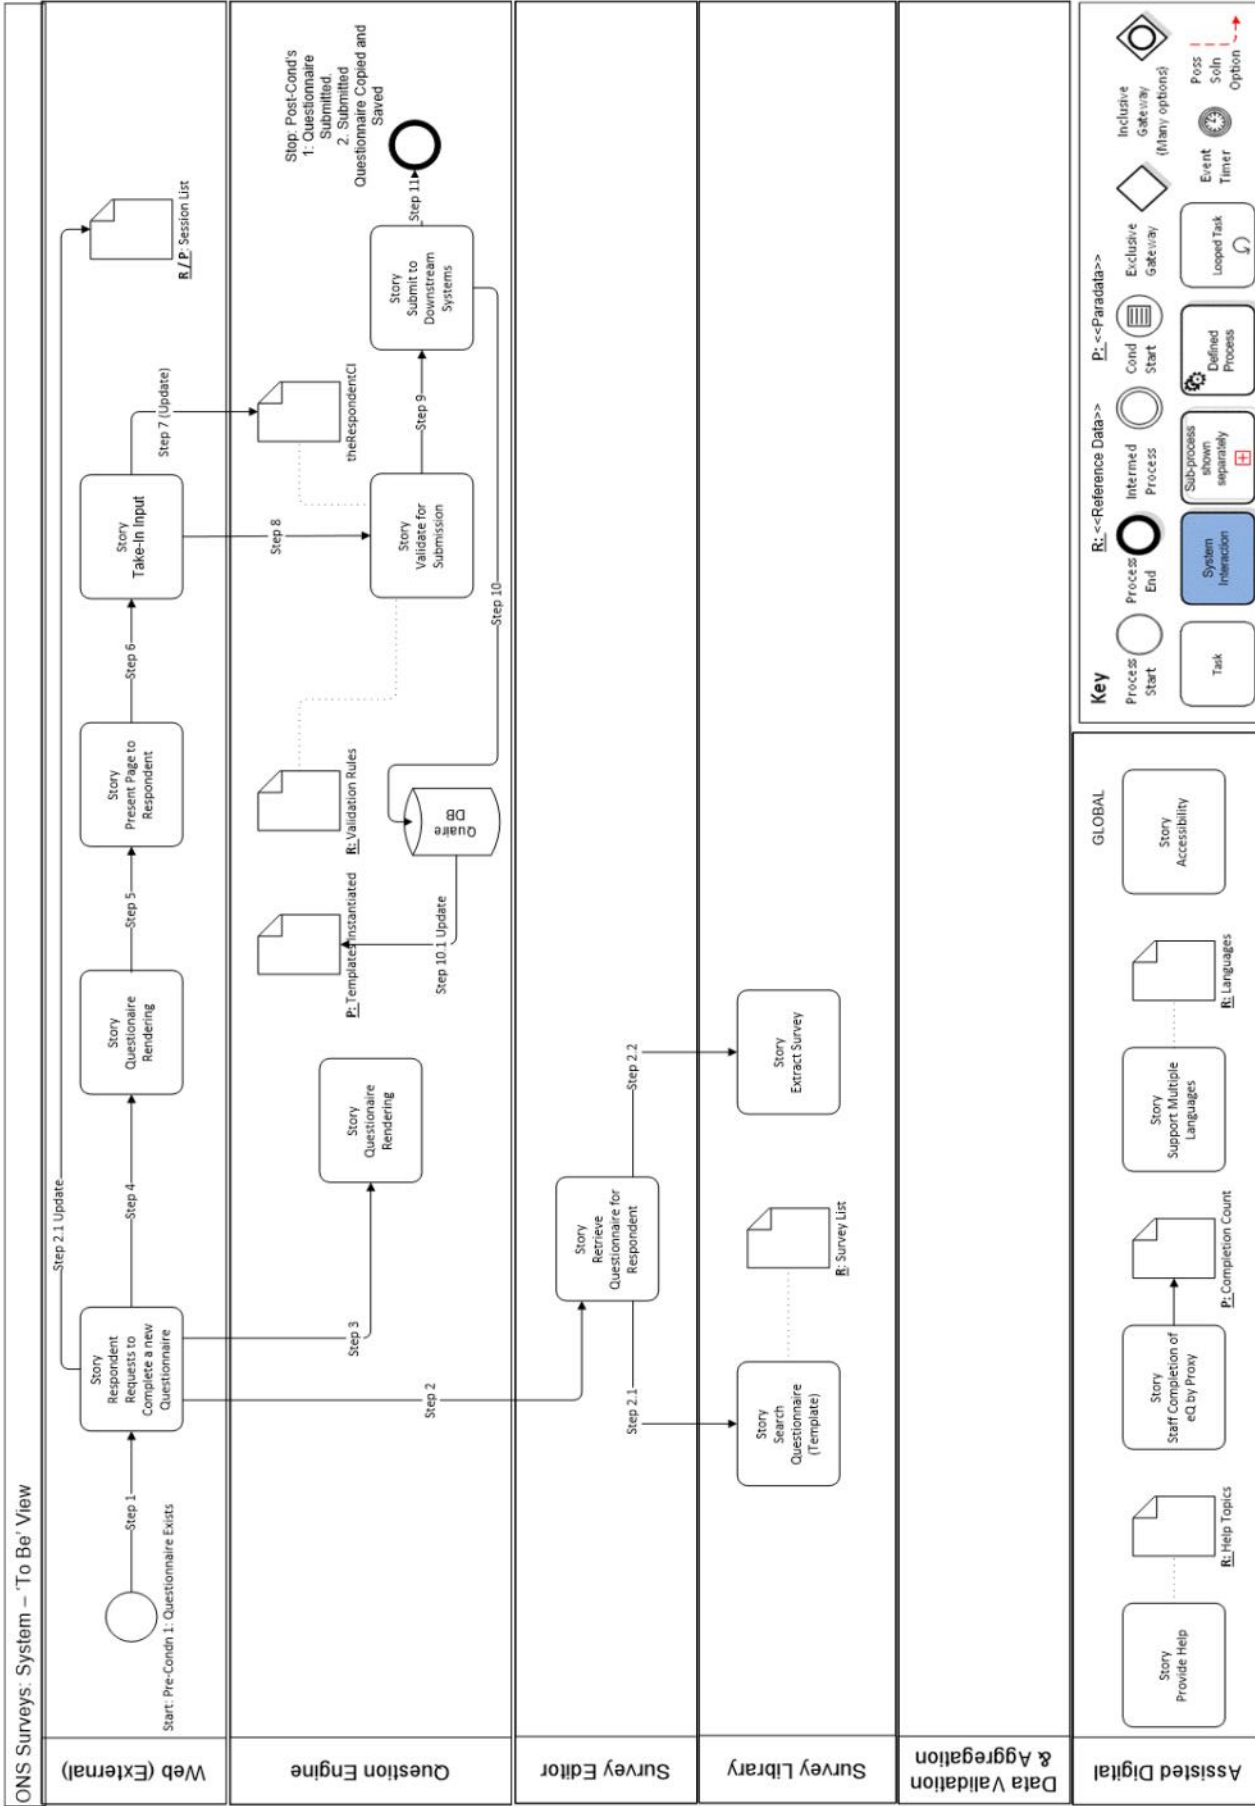 ONS Surveys: System – 'To Be' View
Web (External)
Start: Pre-Condn 1: Questionnaire Exists
Step 1
Story
Respondent
Requests to
Complete a new
Questionnaire
Step 2.1 Update
Step 4
Story
Questionaire
Rendering
Step 5
Story
Present Page to
Respondent
Step 6
Story
Take-In Input
Step 7 (Update)
R / P: Session List
Question Engine
Step 2
Step 3
Story
Questionaire
Rendering
P: Templates Instantiated
Step 10.1 Update
R: Validation Rules
Quaire
DB
Step 10
Step 8
Story
Validate for
Submission
theRespondentCI
Step 9
Story
Submit to
Downstream
Systems
Step 11
Stop: Post-Cond's
1: Questionnaire
Submitted.
2. Submitted
Questionnaire Copied and
Saved
Survey Editor
Story
Retrieve
Questionnaire for
Respondent
Step 2.1
Step 2.2
Survey Library
Story
Search
Questionnaire
(Template)
R: Survey List
Story
Extract Survey
Data Validation
& Aggregation
Assisted Digital
Story
Provide Help
R: Help Topics
Story
Staff Completion of
eQ by Proxy
P: Completion Count
Story
Support Multiple
Languages
R: Languages
GLOBAL
Story
Accessibility
Key
R: <<Reference Data>>
P: <<Paradata>>
Process
Start
Process
End
Intermed
Process
Cond
Start
Exclusive
Gateway
Inclusive
Gateway
(Many options)
Task
System
Interaction
Sub-process
shown
separately
Defined
Process
Looped Task
Event
Timer
Poss
Soln
Option